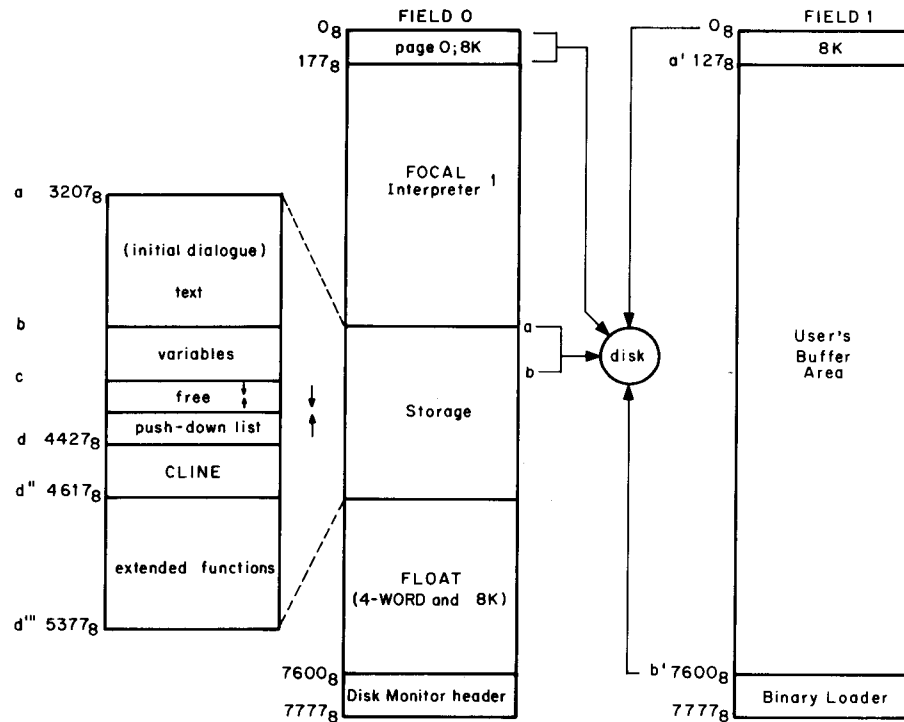 FIELD 0
0₈
page 0; 8K
177₈
FOCAL
Interpreter 1
a
b
Storage
FLOAT
(4-WORD and 8K)
7600₈
Disk Monitor header
7777₈
a 3207₈
(initial dialogue)
text
b
variables
c
free
push-down list
d 4427₈
CLINE
d" 4617₈
extended functions
d''' 5377₈
disk
FIELD 1
0₈
8K
a' 127₈
User's
Buffer
Area
b' 7600₈
Binary Loader
7777₈